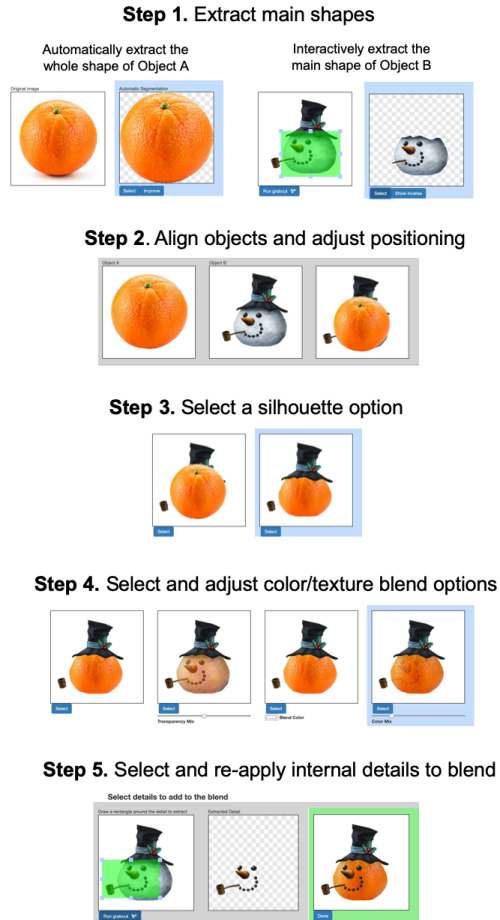 Step 1. Extract main shapes
Automatically extract the
whole shape of Object A
Interactively extract the
main shape of Object B
Original image
Automatic Segmentation
Select
Improve
Run grabcut
Select
Show Inverse
Step 2. Align objects and adjust positioning
Object A
Object B
Step 3. Select a silhouette option
Select
Select
Step 4. Select and adjust color/texture blend options
Select
Select
Select
Select
Transparency Mix
Blend Color
Color Mix
Step 5. Select and re-apply internal details to blend
Select details to add to the blend
Draw a rectangle around the detail to extract
Extracted Detail
Run grabcut
Done